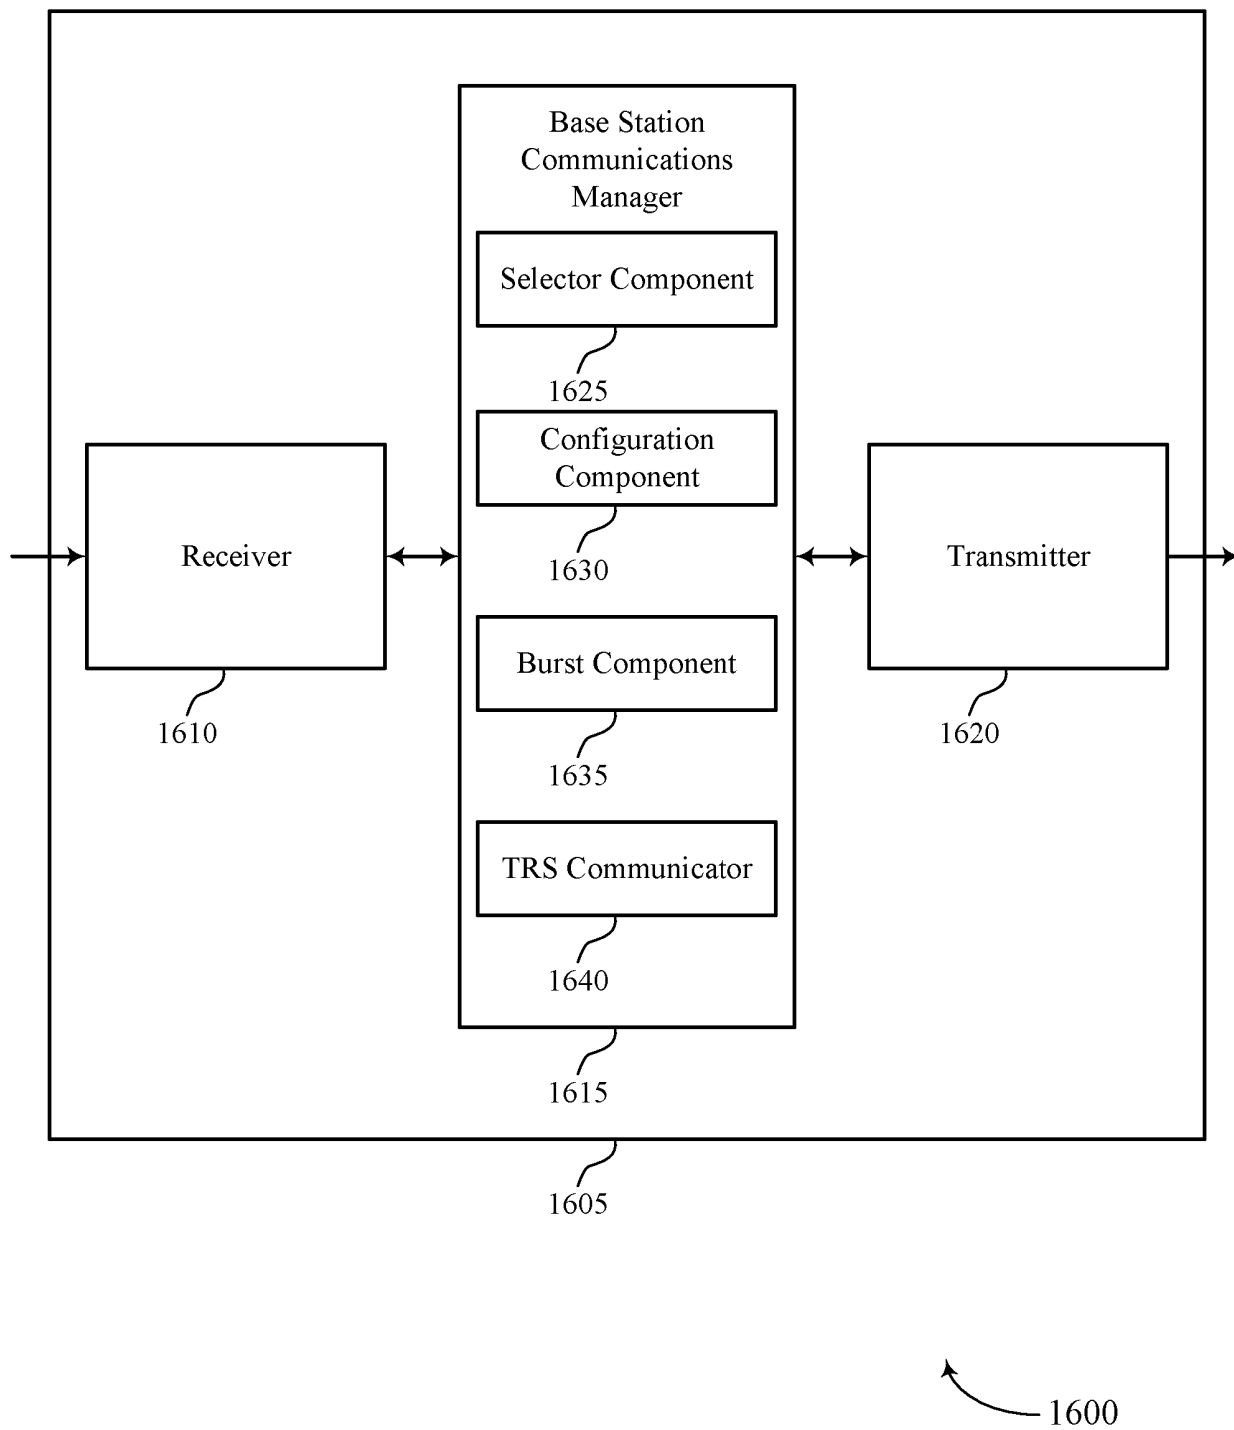 Base Station
Communications
Manager
Selector Component
1625
Configuration
Component
1630
Receiver
1610
Transmitter
1620
Burst Component
1635
TRS Communicator
1640
1615
1605
1600